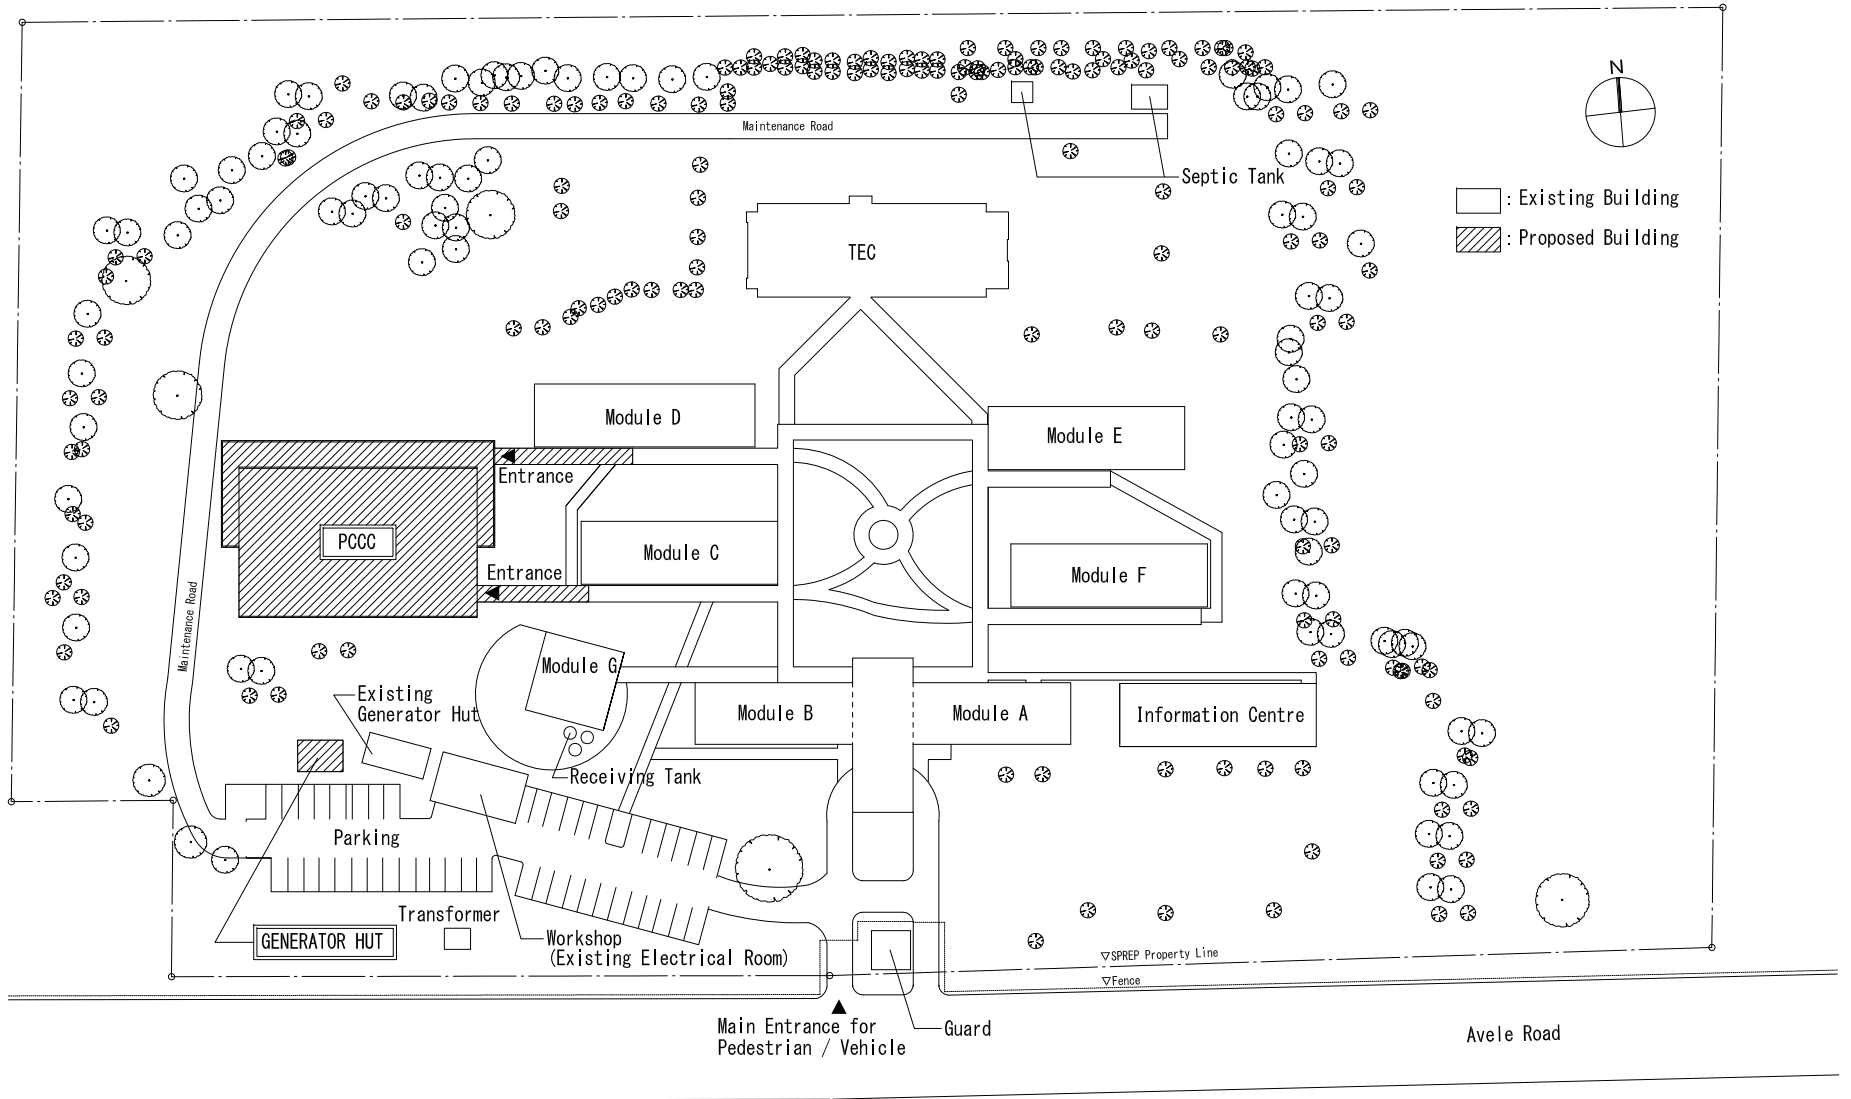 N
Maintenance Road
Septic Tank
: Existing Building
: Proposed Building
TEC
Module D
Module E
Entrance
PCCC
Module C
Entrance
Module F
Maintenance Road
Module G
Existing
Generator Hut
Module B
Module A
Information Centre
Receiving Tank
Parking
Transformer
GENERATOR HUT
Workshop
(Existing Electrical Room)
▽SPREP Property Line
▽Fence
Main Entrance for
Pedestrian / Vehicle
Guard
Avele Road